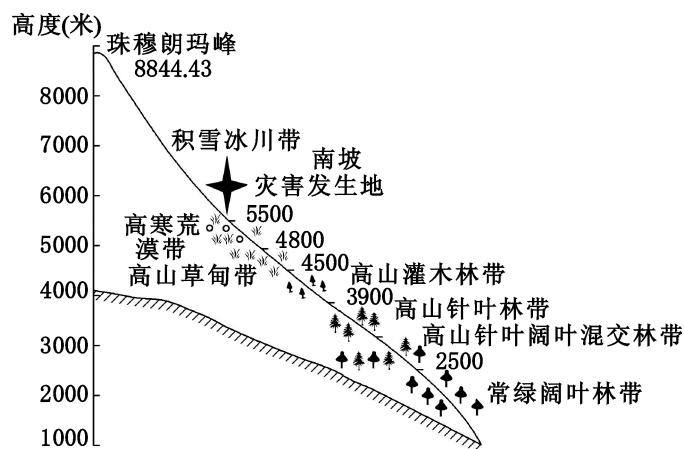 高度(米)
珠穆朗玛峰
8844.43
8000
7000
积雪冰川带
南坡
6000
灾害发生地
5500
高寒荒
漠带
5000
4800
4500
高山草甸带
高山灌木林带
4000
3900
高山针叶林带
高山针叶阔叶混交林带
3000
2500
2000
常绿阔叶林带
1000